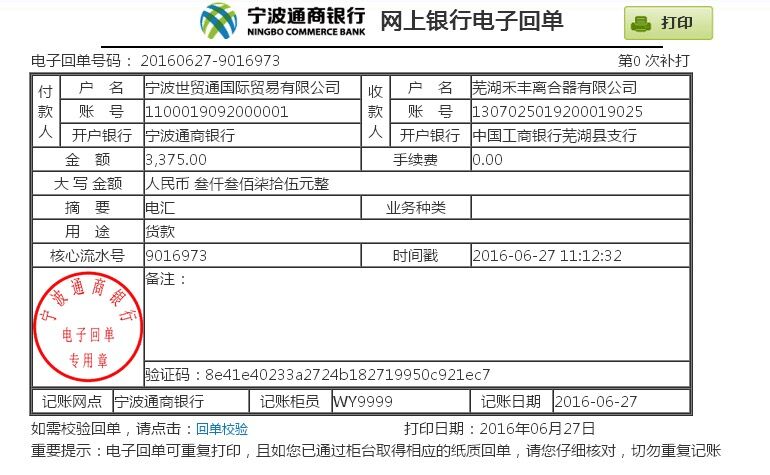 宁波通商银行 网上银行电子回单 打印
NINGBO COMMERCE BANK
电子回单号码： 20160627-9016973 第0 次补打
付款人 户 名 宁波世贸通国际贸易有限公司 收款人 户 名 芜湖禾丰离合器有限公司
账 号 1100019092000001 账 号 1307025019200019025
开户银行 宁波通商银行 开户银行 中国工商银行芜湖县支行
金 额 3,375.00 手续费 0.00
大 写 金额 人民币 叁仟叁佰柒拾伍元整
摘 要 电汇 业务种类
用 途 货款
核心流水号 9016973 时间戳 2016-06-27 11:12:32
宁波通商银行
电子回单
专用章
备注：
验证码：8e41e40233a2724b182719950c921ec7
记账网点 宁波通商银行 记账柜员 WY9999 记账日期 2016-06-27
如需校验回单，请点击：回单校验 打印日期：2016年06月27日
重要提示：电子回单可重复打印，且如您已通过柜台取得相应的纸质回单，请您仔细核对，切勿重复记账